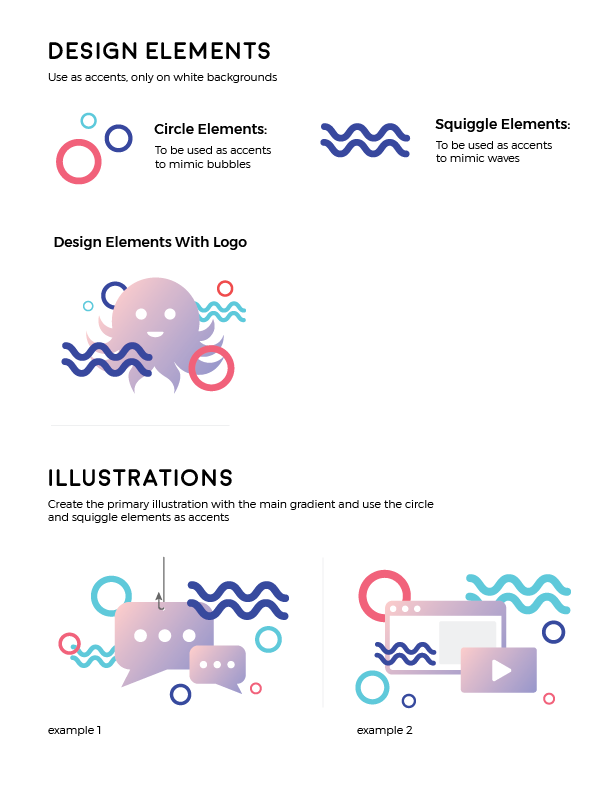 DESIGN ELEMENTS
Use as accents, only on white backgrounds
Circle Elements:
To be used as accents
to mimic bubbles
Squiggle Elements:
To be used as accents
to mimic waves
Design Elements With Logo
ILLUSTRATIONS
Create the primary illustration with the main gradient and use the circle
and squiggle elements as accents
example 1
example 2